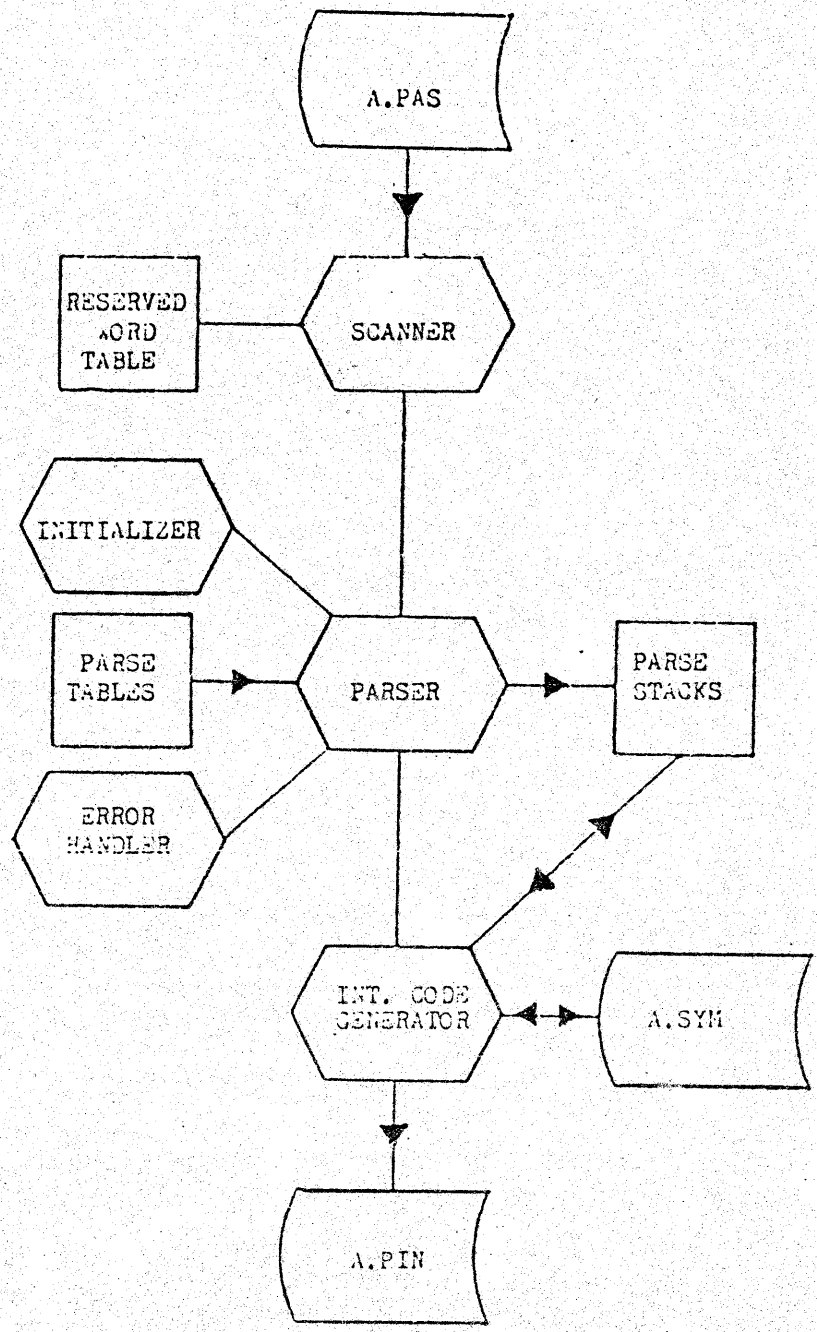 A.PAS
RESERVED
WORD
TABLE
SCANNER
INITIALIZER
PARSE
TABLES
PARSER
PARSE
STACKS
ERROR
HANDLER
INT. CODE
GENERATOR
A.SYM
A.PIN